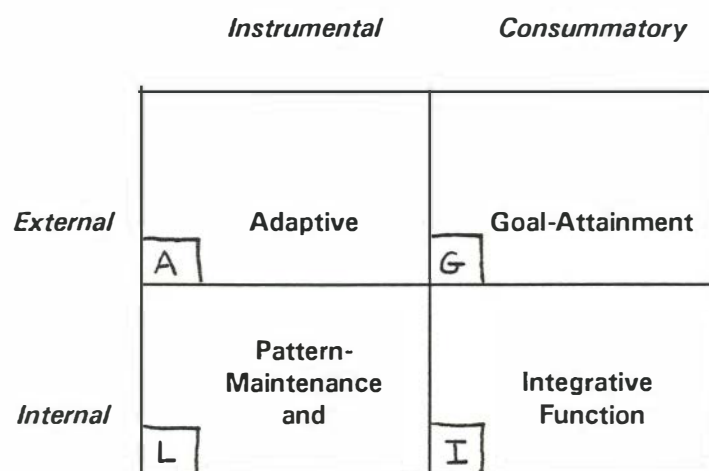 Instrumental Consummatory
External Adaptive Goal-Attainment
A G
Pattern-
Maintenance Integrative
Internal and Function
L I